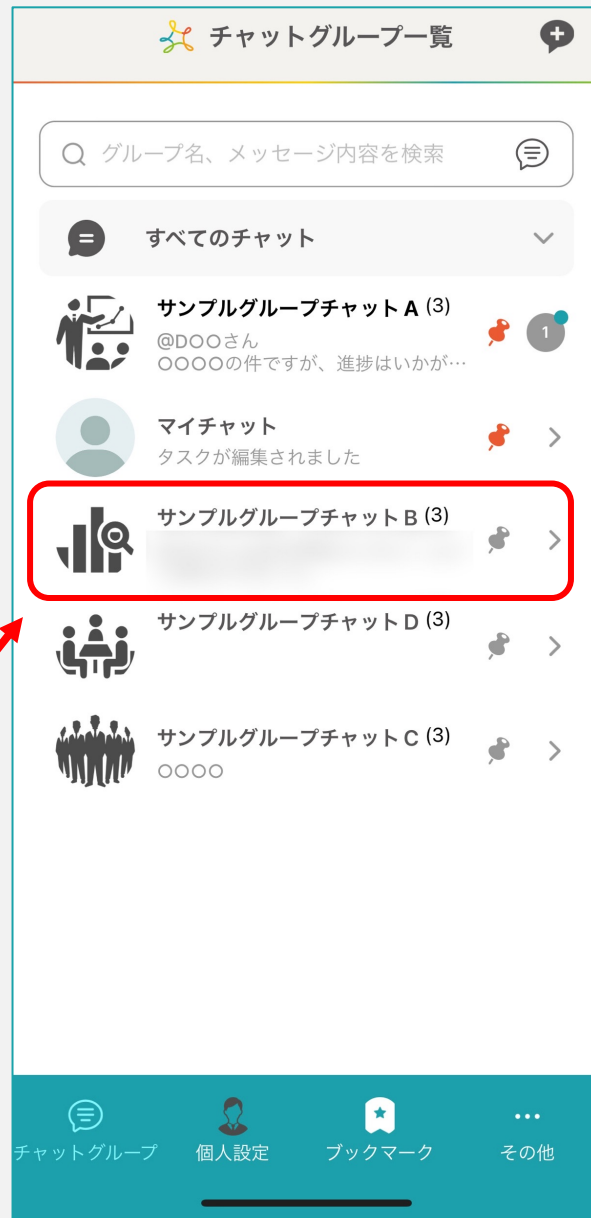 チャットグループ一覧
グループ名、メッセージ内容を検索
すべてのチャット
サンプルグループチャット A (3)
@D〇〇さん
〇〇〇〇の件ですが、進捗はいかが…
1
マイチャット
タスクが編集されました
サンプルグループチャット B (3)
サンプルグループチャット D (3)
サンプルグループチャット C (3)
〇〇〇〇
チャットグループ 個人設定 ブックマーク その他